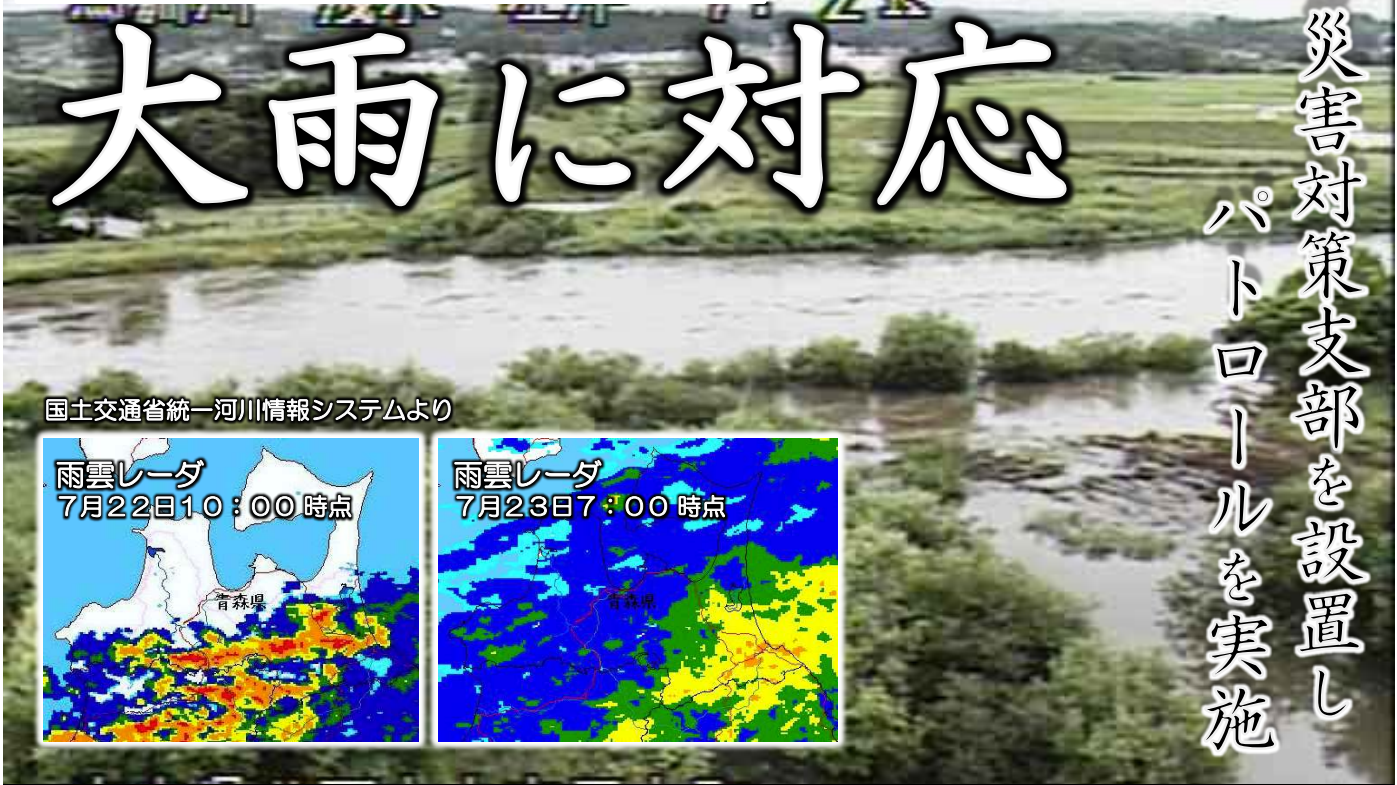 大雨に対応
災害対策支部を設置し
パトロールを実施
国土交通省統一河川情報システムより
雨雲レーダ
7月22日10:00時点
青森県
雨雲レーダ
7月23日7:00時点
青森県